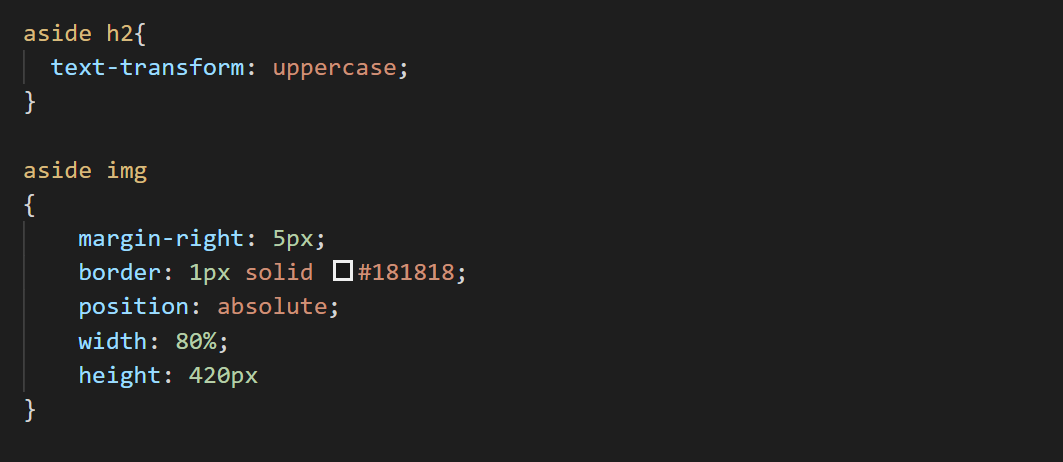 aside h2{
text-transform: uppercase;
}
aside img
{
margin-right: 5px;
border: 1px solid #181818;
position: absolute;
width: 80%;
height: 420px
}